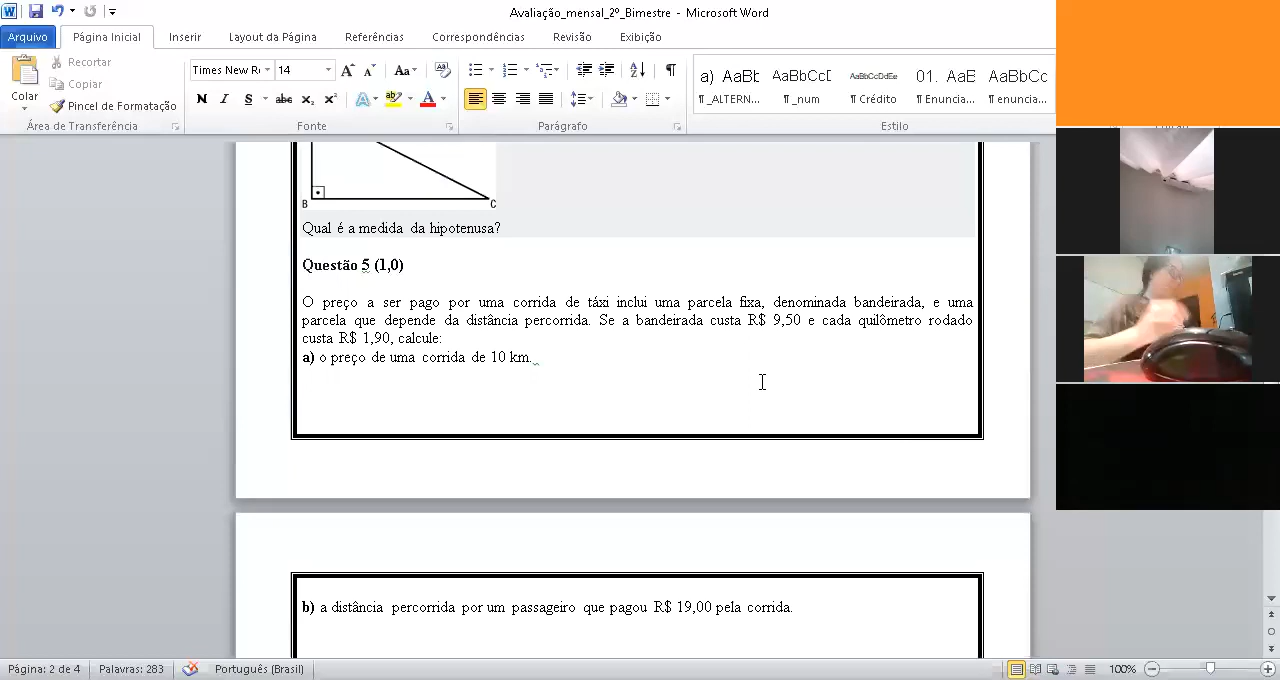 Avaliação_mensal_2º_Bimestre - Microsoft Word
Arquivo Página Inicial Inserir Layout da Página Referências Correspondências Revisão Exibição
Colar
Recortar
Copiar
Pincel de Formatação
Área de Transferência
Times New R 14
N I S abc x₂ x²
Fonte
Parágrafo
a) AaBb AaBbCcD AaBbCcDdEe 01. AaE AaBbCc
¶ _ALTERN... ¶ _num ¶ Crédito ¶ Enuncia... ¶ enuncia...
Estilo
B C
Qual é a medida da hipotenusa?
Questão 5 (1,0)
O preço a ser pago por uma corrida de táxi inclui uma parcela fixa, denominada bandeirada, e uma
parcela que depende da distância percorrida. Se a bandeirada custa R$ 9,50 e cada quilômetro rodado
custa R$ 1,90, calcule:
a) o preço de uma corrida de 10 km.
b) a distância percorrida por um passageiro que pagou R$ 19,00 pela corrida.
Página: 2 de 4 Palavras: 283 Português (Brasil) 100%